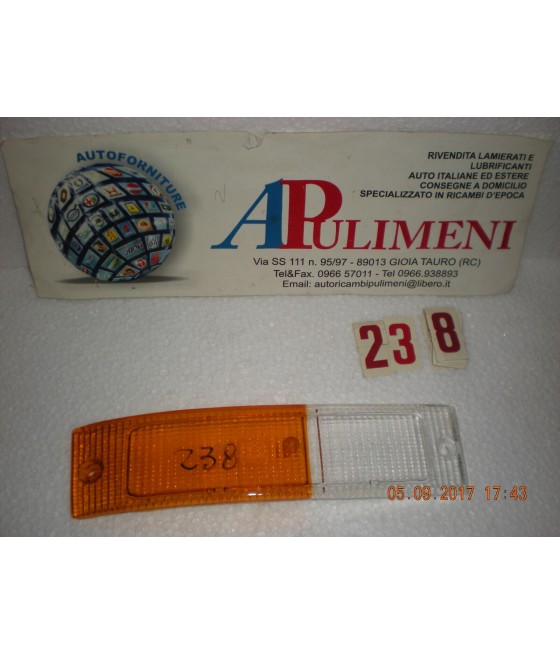 AUTOFORNITURE
APULIMENI
RIVENDITA LAMIERATI E
LUBRIFICANTI
AUTO ITALIANE ED ESTERE
CONSEGNE A DOMICILIO
SPECIALIZZATO IN RICAMBI D'EPOCA
Via SS 111 n. 95/97 - 89013 GIOIA TAURO (RC)
Tel&Fax. 0966 57011 - Tel 0966.938893
Email: autoricambipulimeni@libero.it
238
238
05.09.2017 17:43